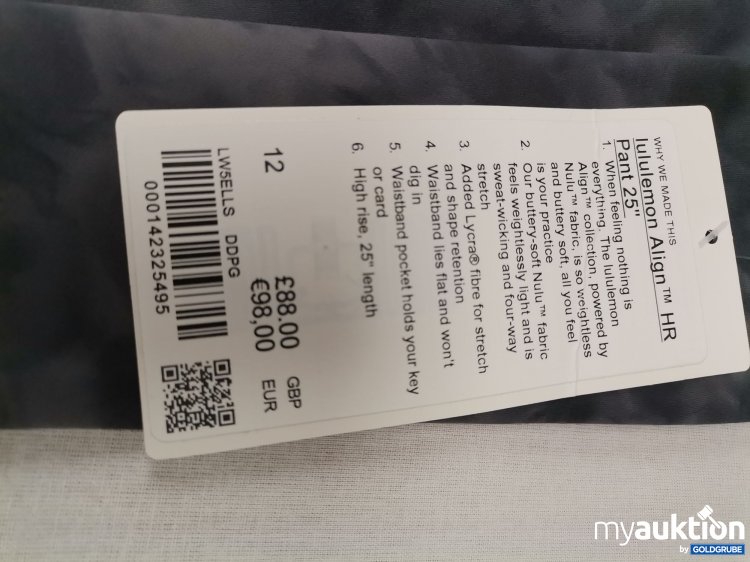 WHY WE MADE THIS
lululemon Align™ HR
Pant 25"
1. When feeling nothing is
everything. The lululemon
Align™ collection, powered by
Nulu™ fabric, is so weightless
and buttery soft, all you feel
is your practice
2. Our buttery-soft Nulu™ fabric
feels weightlessly light and is
sweat-wicking and four-way
stretch
3. Added Lycra® fibre for stretch
and shape retention
4. Waistband lies flat and won't
dig in
5. Waistband pocket holds your key
or card
6. High rise, 25" length
12
£88.00 GBP
€98,00 EUR
LW5ELLS DDPG
000142325495
myauktion
by GOLDGRUBE